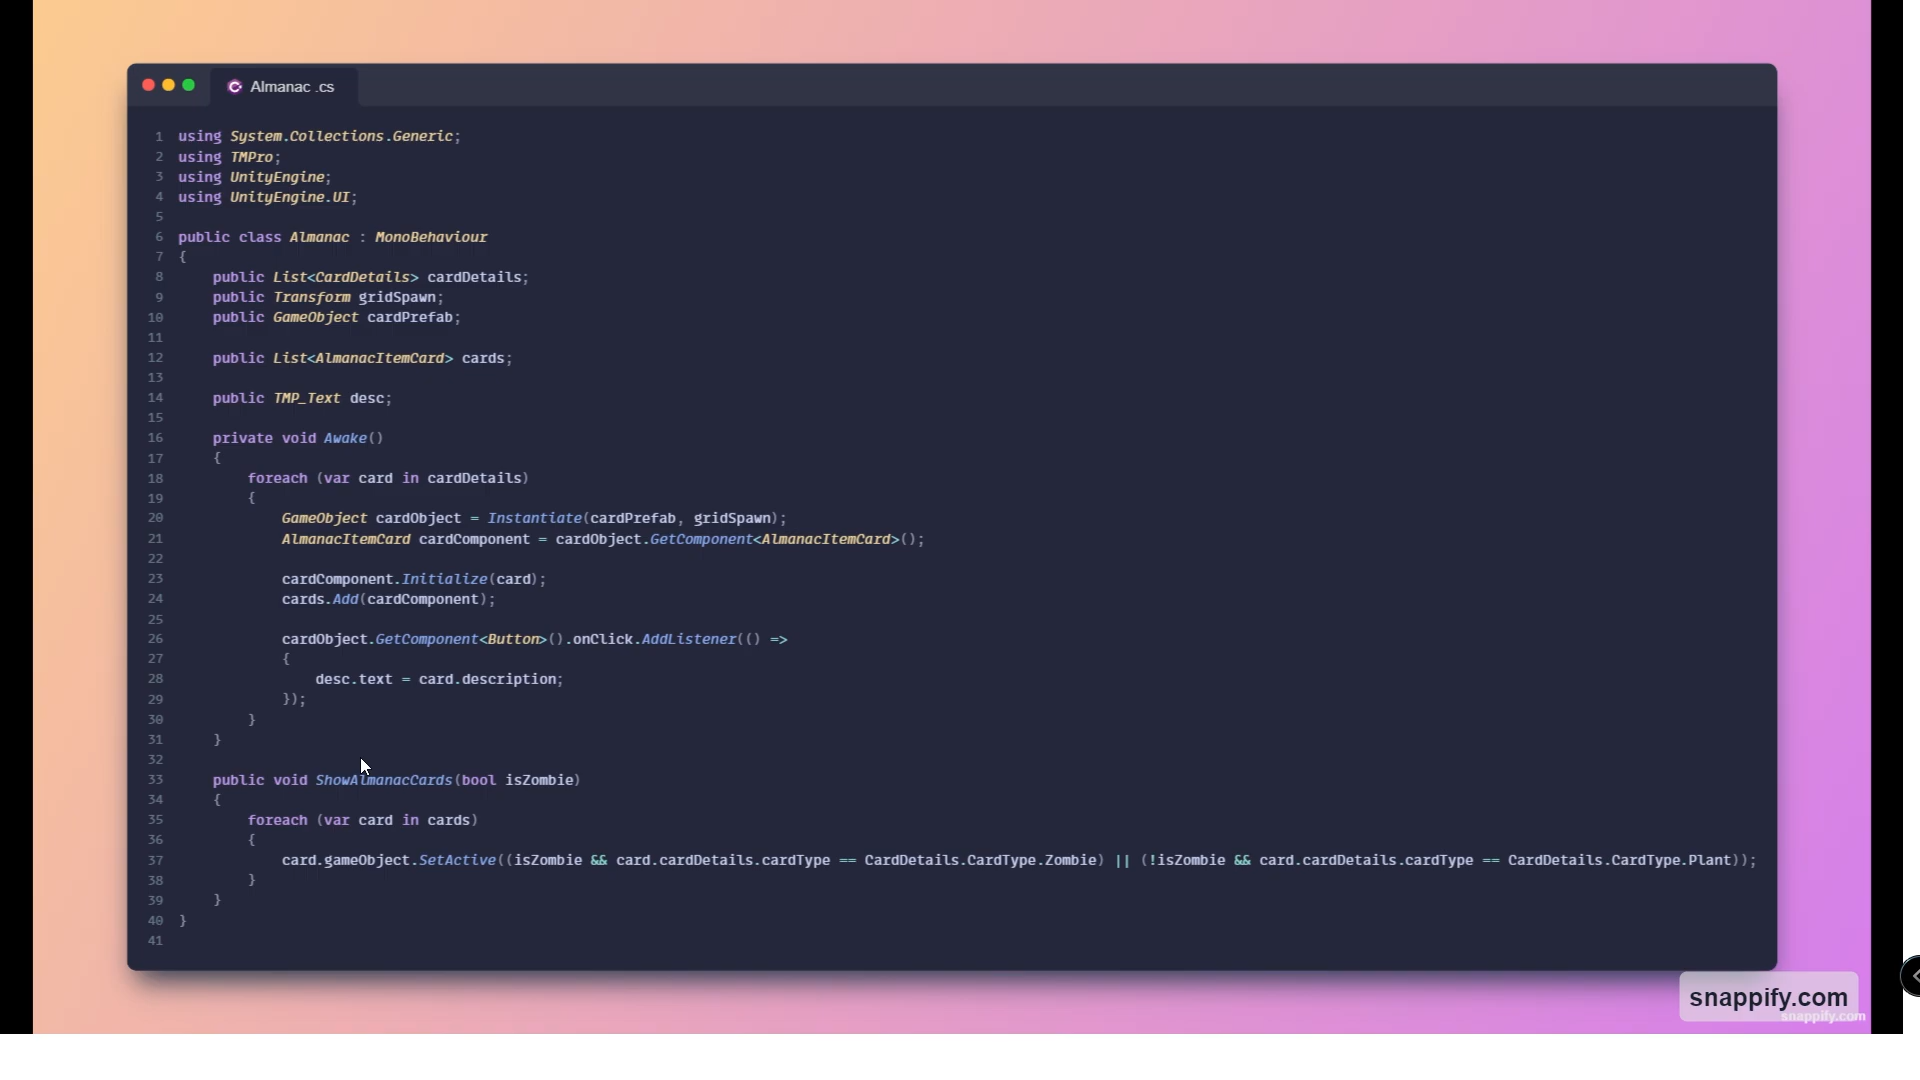 Almanac .cs
1 using System.Collections.Generic;
2 using TMPro;
3 using UnityEngine;
4 using UnityEngine.UI;
5
6 public class Almanac : MonoBehaviour
7 {
8     public List<CardDetails> cardDetails;
9     public Transform gridSpawn;
10     public GameObject cardPrefab;
11
12     public List<AlmanacItemCard> cards;
13
14     public TMP_Text desc;
15
16     private void Awake()
17     {
18         foreach (var card in cardDetails)
19         {
20             GameObject cardObject = Instantiate(cardPrefab, gridSpawn);
21             AlmanacItemCard cardComponent = cardObject.GetComponent<AlmanacItemCard>();
22
23             cardComponent.Initialize(card);
24             cards.Add(cardComponent);
25
26             cardObject.GetComponent<Button>().onClick.AddListener(() =>
27             {
28                 desc.text = card.description;
29             });
30         }
31     }
32
33     public void ShowAlmanacCards(bool isZombie)
34     {
35         foreach (var card in cards)
36         {
37             card.gameObject.SetActive((isZombie && card.cardDetails.cardType == CardDetails.CardType.Zombie) || (!isZombie && card.cardDetails.cardType == CardDetails.CardType.Plant));
38         }
39     }
40 }
41
snappify.com
snappify.com